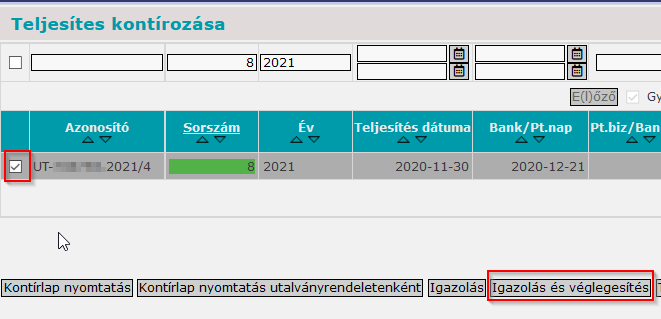 Teljesítes kontírozása
8 2021
E(l)őző Gy
Azonosító Sorszám Év Teljesítés dátuma Bank/Pt.nap Pt.biz/Ban
UT- 2021/4 8 2021 2020-11-30 2020-12-21
Kontírlap nyomtatás Kontírlap nyomtatás utalványrendeletenként Igazolás Igazolás és véglegesítés